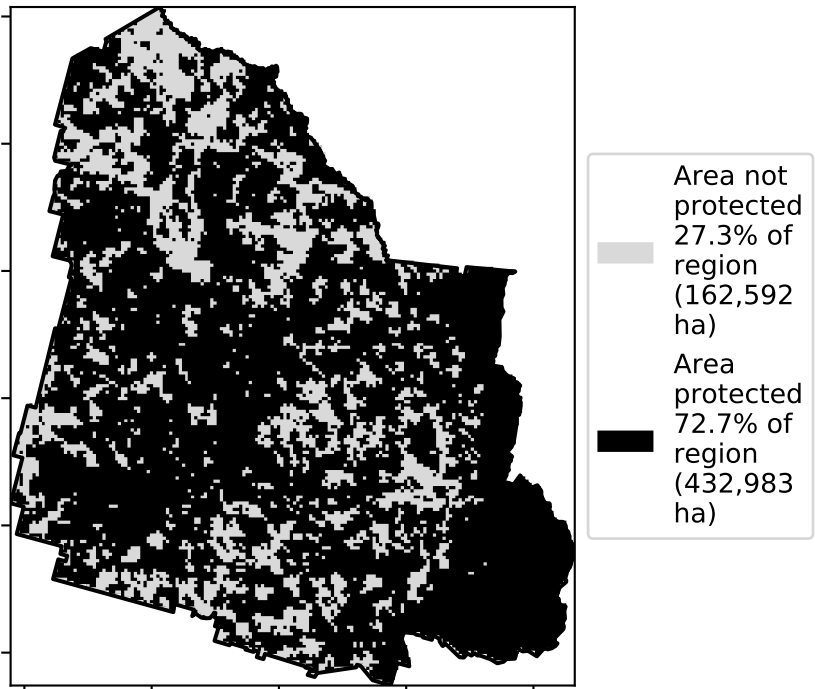 Area not
protected
27.3% of
region
(162,592
ha)
Area
protected
72.7% of
region
(432,983
ha)